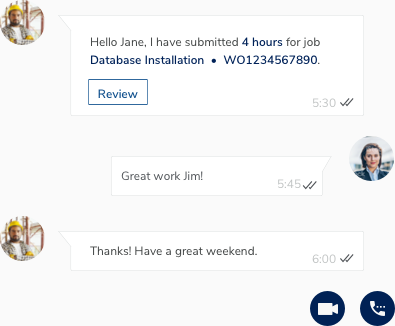 Hello Jane, I have submitted 4 hours for job
Database Installation • WO1234567890.
Review
5:30
Great work Jim!
5:45
Thanks! Have a great weekend.
6:00